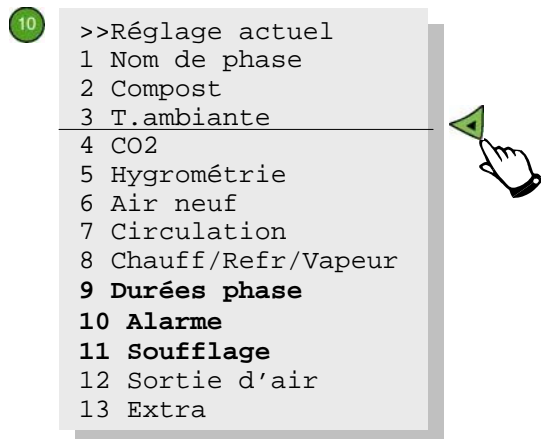 10
>>Réglage actuel
1 Nom de phase
2 Compost
3 T.ambiante
4 CO2
5 Hygrométrie
6 Air neuf
7 Circulation
8 Chauff/Refr/Vapeur
9 Durées phase
10 Alarme
11 Soufflage
12 Sortie d'air
13 Extra